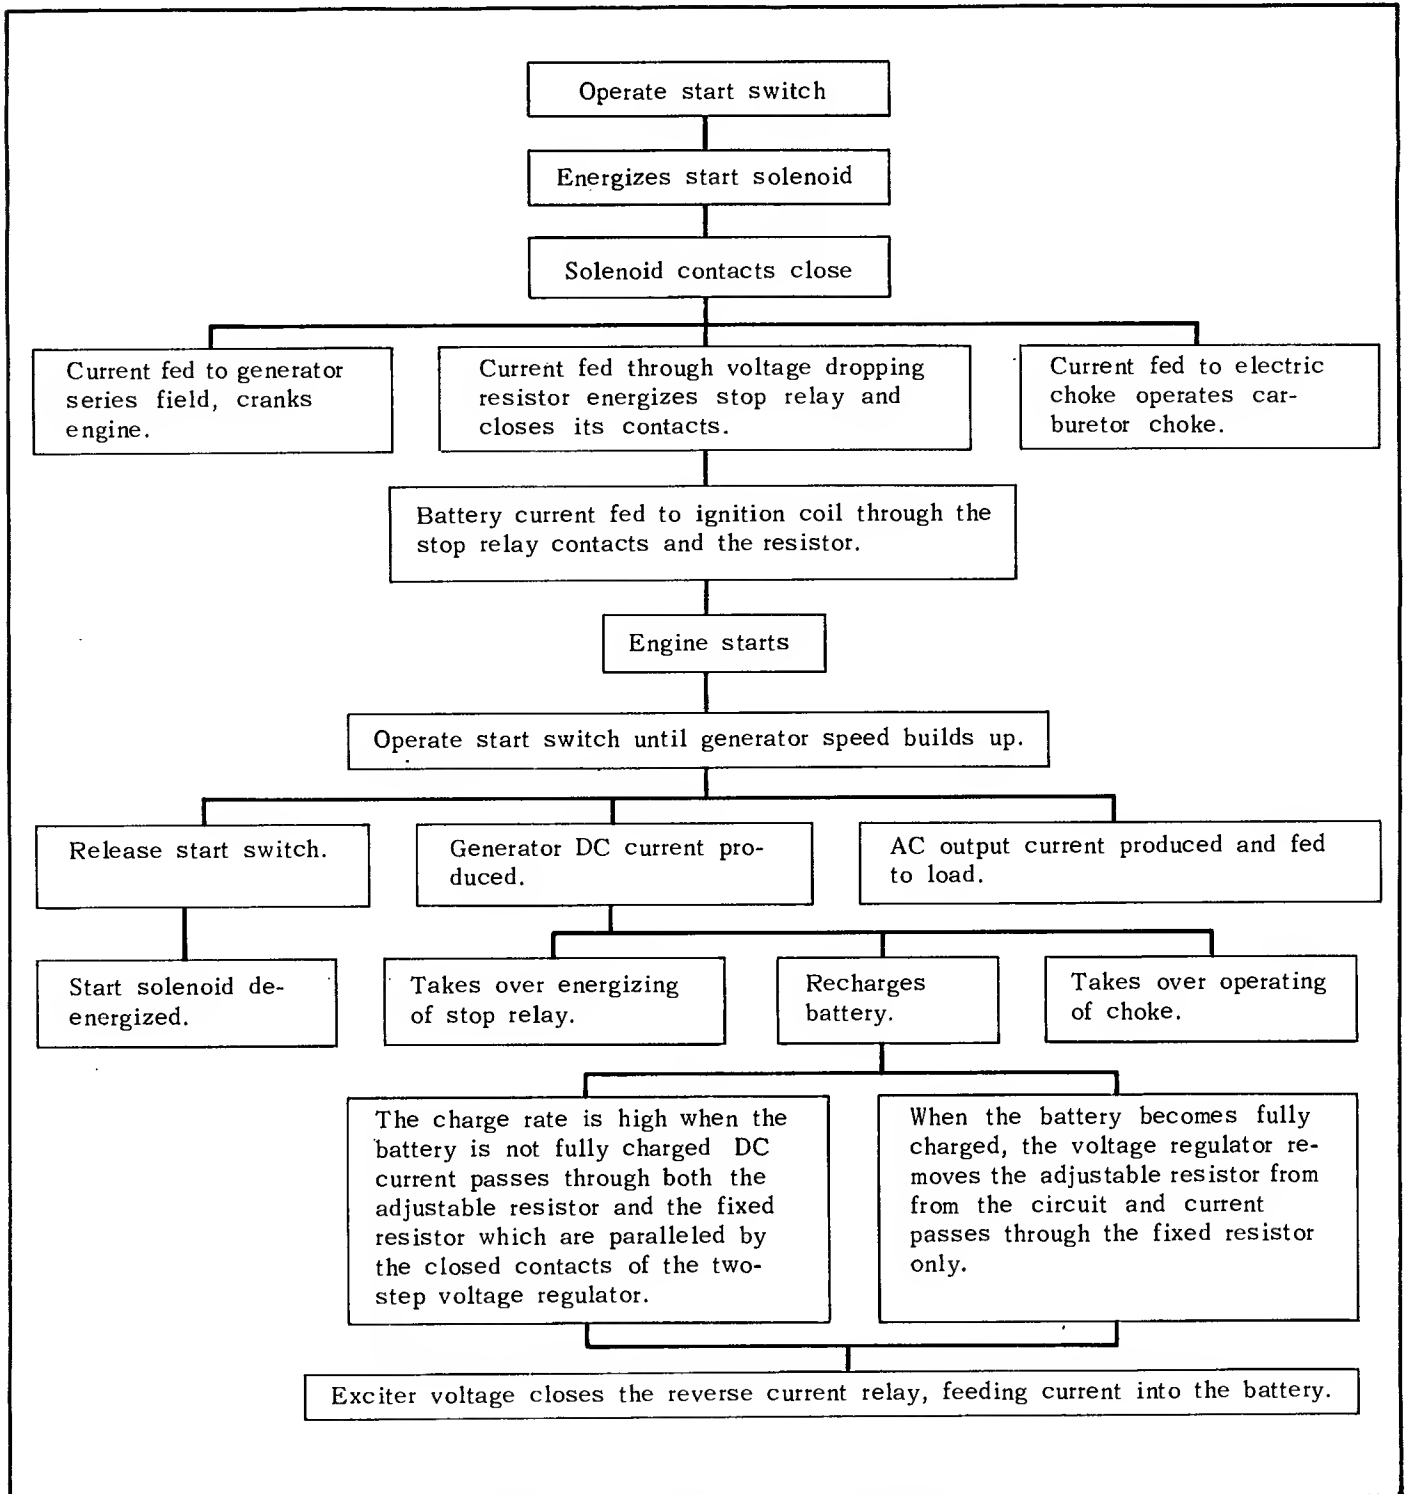 Operate start switch
Energizes start solenoid
Solenoid contacts close
Current fed to generator
series field, cranks
engine.
Current fed through voltage dropping
resistor energizes stop relay and
closes its contacts.
Current fed to electric
choke operates car-
buretor choke.
Battery current fed to ignition coil through the
stop relay contacts and the resistor.
Engine starts
Operate start switch until generator speed builds up.
Release start switch.
Generator DC current pro-
duced.
AC output current produced and fed
to load.
Start solenoid de-
energized.
Takes over energizing
of stop relay.
Recharges
battery.
Takes over operating
of choke.
The charge rate is high when the
battery is not fully charged DC
current passes through both the
adjustable resistor and the fixed
resistor which are paralleled by
the closed contacts of the two-
step voltage regulator.
When the battery becomes fully
charged, the voltage regulator re-
moves the adjustable resistor from
from the circuit and current
passes through the fixed resistor
only.
Exciter voltage closes the reverse current relay, feeding current into the battery.